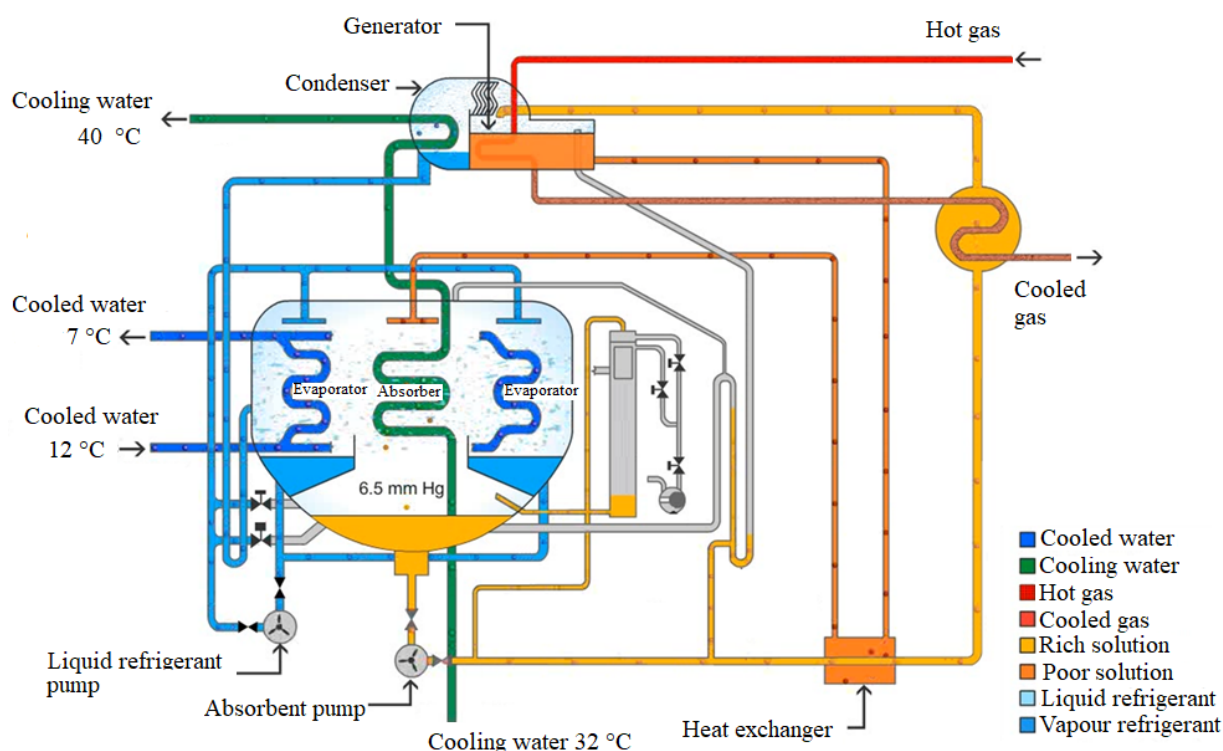 Generator
Hot gas
Condenser
Cooling water
40 °C
Cooled water
7 °C
Cooled
gas
Evaporator
Absorber
Evaporator
Cooled water
12 °C
6.5 mm Hg
Cooled water
Cooling water
Hot gas
Cooled gas
Rich solution
Poor solution
Liquid refrigerant
Vapour refrigerant
Liquid refrigerant
pump
Absorbent pump
Heat exchanger
Cooling water 32 °C